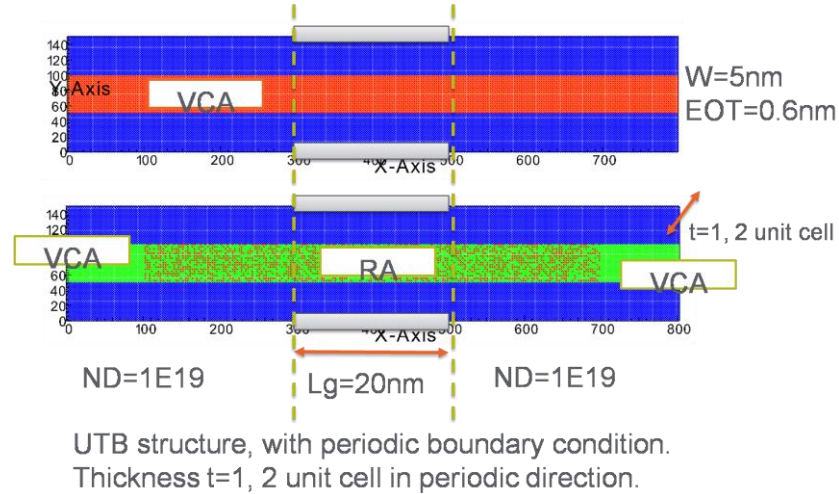 140
120
100
80
60
40
20
0
Y-Axis
VCA
0 100 200 300 400 500 600 700
X-Axis
W=5nm
EOT=0.6nm
140
120
100
80
60
40
20
0
VCA
RA
VCA
t=1, 2 unit cell
0 100 200 300 400 500 600 700 800
X-Axis
ND=1E19
Lg=20nm
ND=1E19
UTB structure, with periodic boundary condition.
Thickness t=1, 2 unit cell in periodic direction.